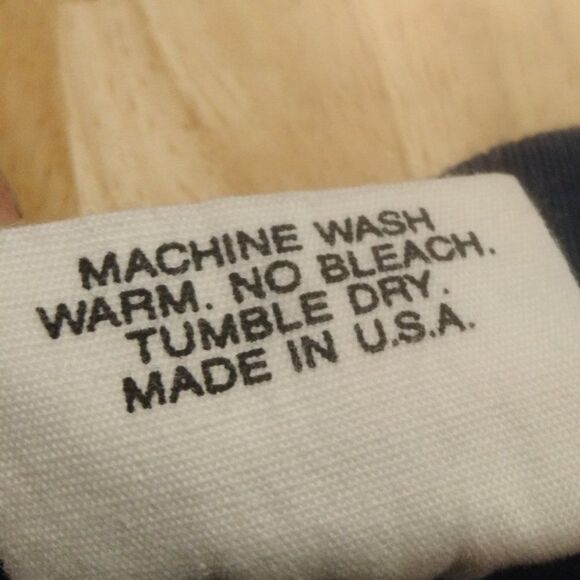 MACHINE WASH
WARM. NO BLEACH.
TUMBLE DRY.
MADE IN U.S.A.